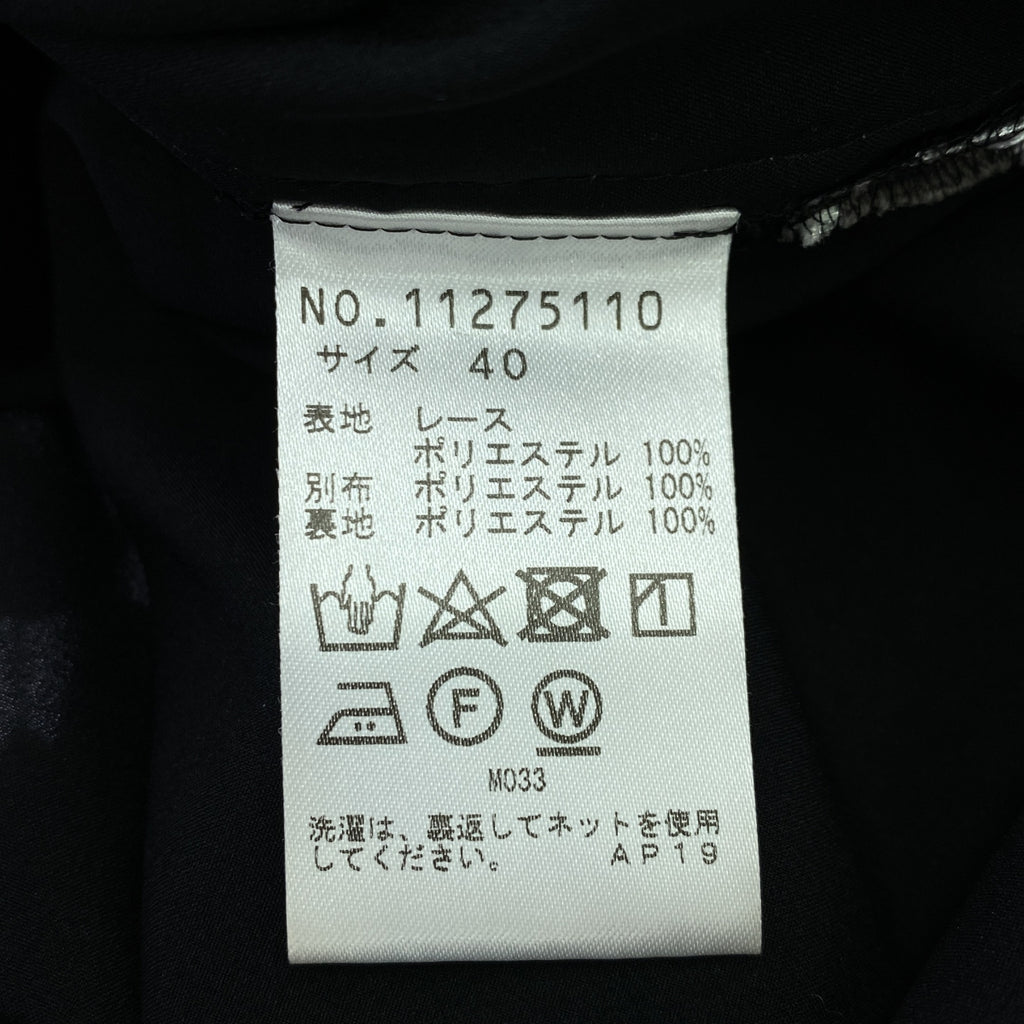 NO.11275110
サイズ 40
表地 レース
ポリエステル 100%
別布 ポリエステル 100%
裏地 ポリエステル 100%
F W
M033
洗濯は、裏返してネットを使用
してください。 AP19